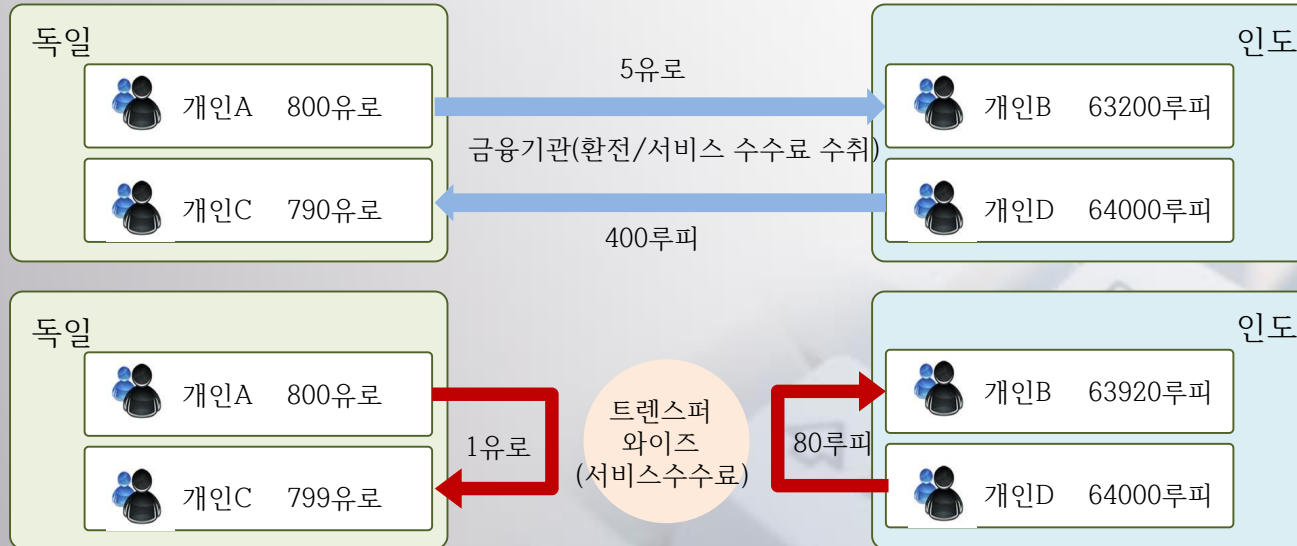 독일
인도
개인A 800유로
5유로
개인B 63200루피
금융기관(환전/서비스 수수료 수취)
개인C 790유로
개인D 64000루피
400루피
독일
인도
개인A 800유로
개인B 63920루피
트렌스퍼
와이즈
(서비스수수료)
1유로
80루피
개인C 799유로
개인D 64000루피